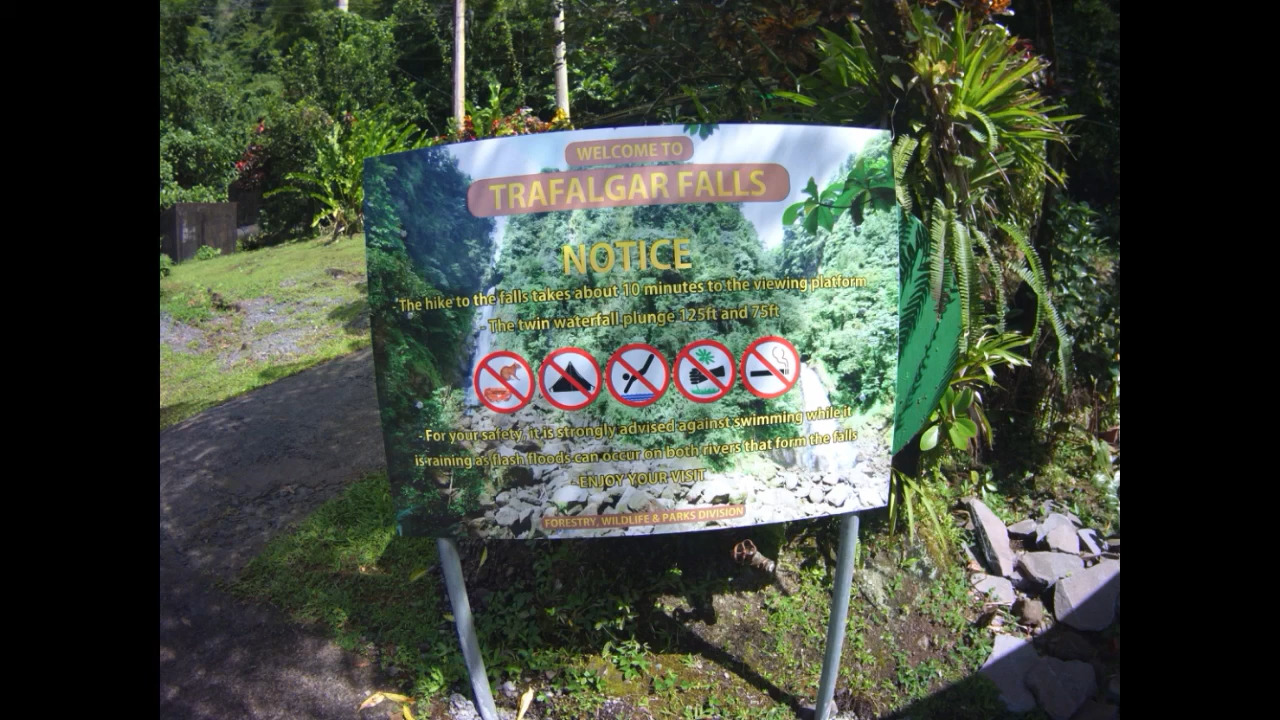 WELCOME TO
TRAFALGAR FALLS
NOTICE
- The hike to the falls takes about 10 minutes to the viewing platform
- The twin waterfall plunge 125ft and 75ft
- For your safety, it is strongly advised against swimming while it
is raining as flash floods can occur on both rivers that form the falls
- ENJOY YOUR VISIT
FORESTRY, WILDLIFE & PARKS DIVISION